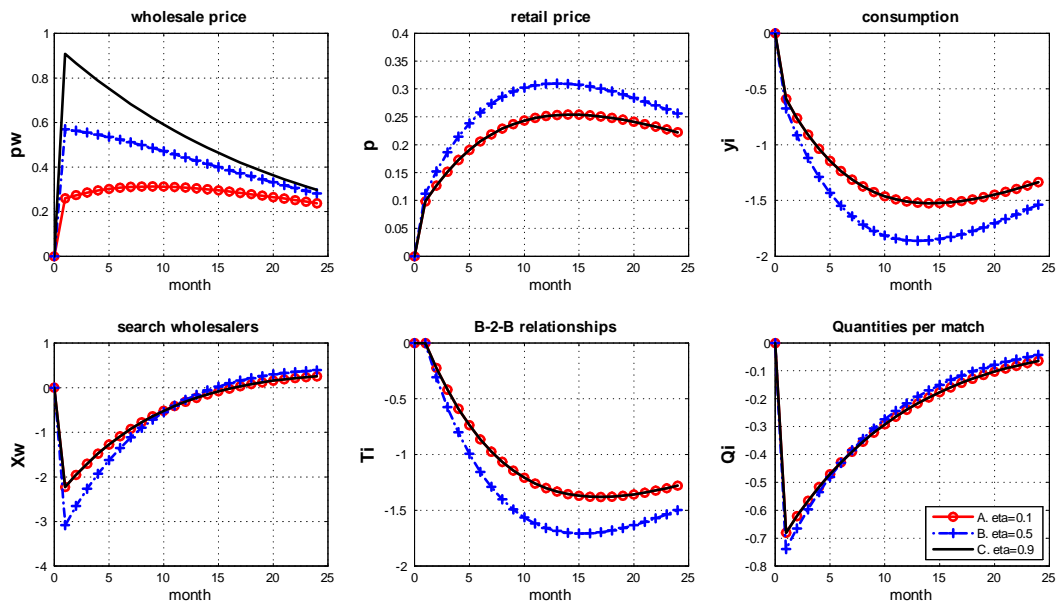 wholesale price
1
0.8
0.6
0.4
0.2
0
pw
0 5 10 15 20 25
month
retail price
0.4
0.35
0.3
0.25
0.2
0.15
0.1
0.05
0
p
0 5 10 15 20 25
month
consumption
0
-0.5
-1
-1.5
-2
yi
0 5 10 15 20 25
month
search wholesalers
1
0
-1
-2
-3
-4
Xw
0 5 10 15 20 25
month
B-2-B relationships
0
-0.5
-1
-1.5
-2
Ti
0 5 10 15 20 25
month
Quantities per match
0
-0.1
-0.2
-0.3
-0.4
-0.5
-0.6
-0.7
-0.8
Qi
0 5 10 15 20 25
month
A. eta=0.1
B. eta=0.5
C. eta=0.9